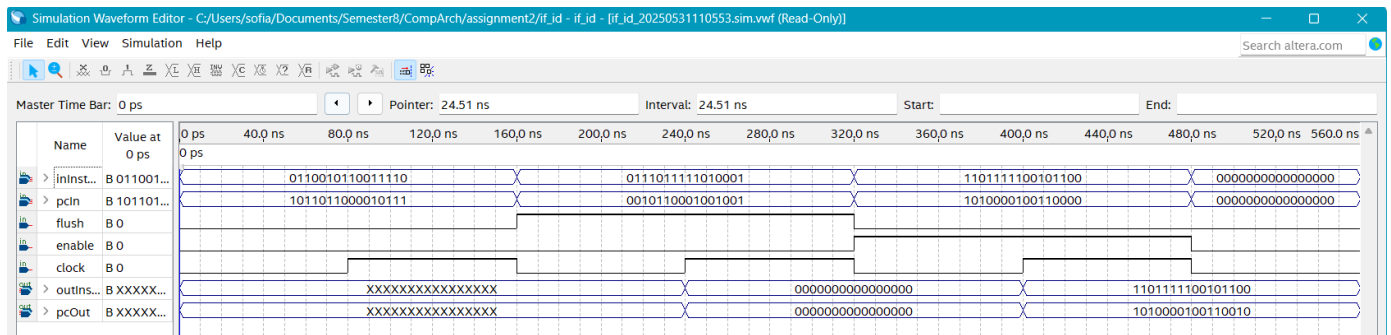 Simulation Waveform Editor - C:/Users/sofia/Documents/Semester8/CompArch/assignment2/if_id - if_id - [if_id_20250531110553.sim.vwf (Read-Only)]
File Edit View Simulation Help
Search altera.com
Master Time Bar: 0 ps Pointer: 24.51 ns Interval: 24.51 ns Start: End:
Name Value at 0 ps
0 ps 40.0 ns 80.0 ns 120.0 ns 160.0 ns 200.0 ns 240.0 ns 280.0 ns 320.0 ns 360.0 ns 400.0 ns 440.0 ns 480.0 ns 520.0 ns 560.0 ns
0 ps
inInst... B 011001... 0110010110011110 0111011111010001 1101111100101100 0000000000000000
pcIn B 101101... 1011011000010111 0010110001001001 1010000100110000 0000000000000000
flush B 0
enable B 0
clock B 0
outIns... B XXXXX... XXXXXXXXXXXXXXXX 0000000000000000 1101111100101100
pcOut B XXXXX... XXXXXXXXXXXXXXXX 0000000000000000 1010000100110010